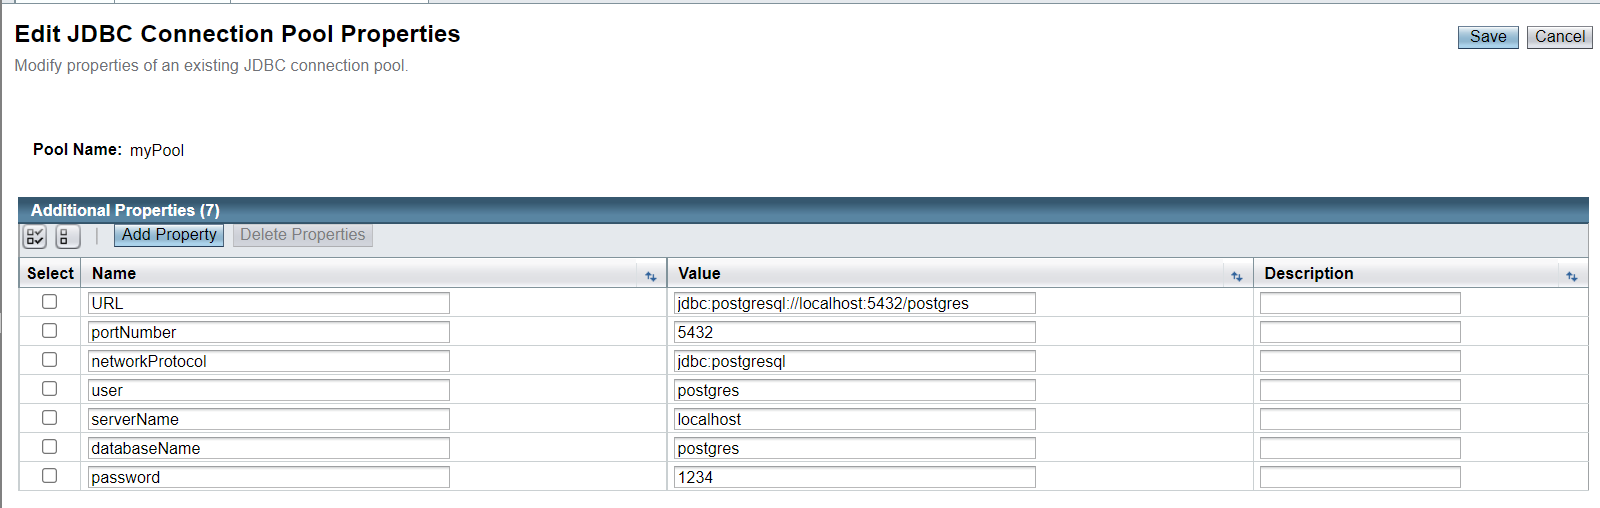 Edit JDBC Connection Pool Properties
Save Cancel
Modify properties of an existing JDBC connection pool.
Pool Name: myPool
Additional Properties (7)
Add Property Delete Properties
Select Name Value Description
URL jdbc:postgresql://localhost:5432/postgres
portNumber 5432
networkProtocol jdbc:postgresql
user postgres
serverName localhost
databaseName postgres
password 1234